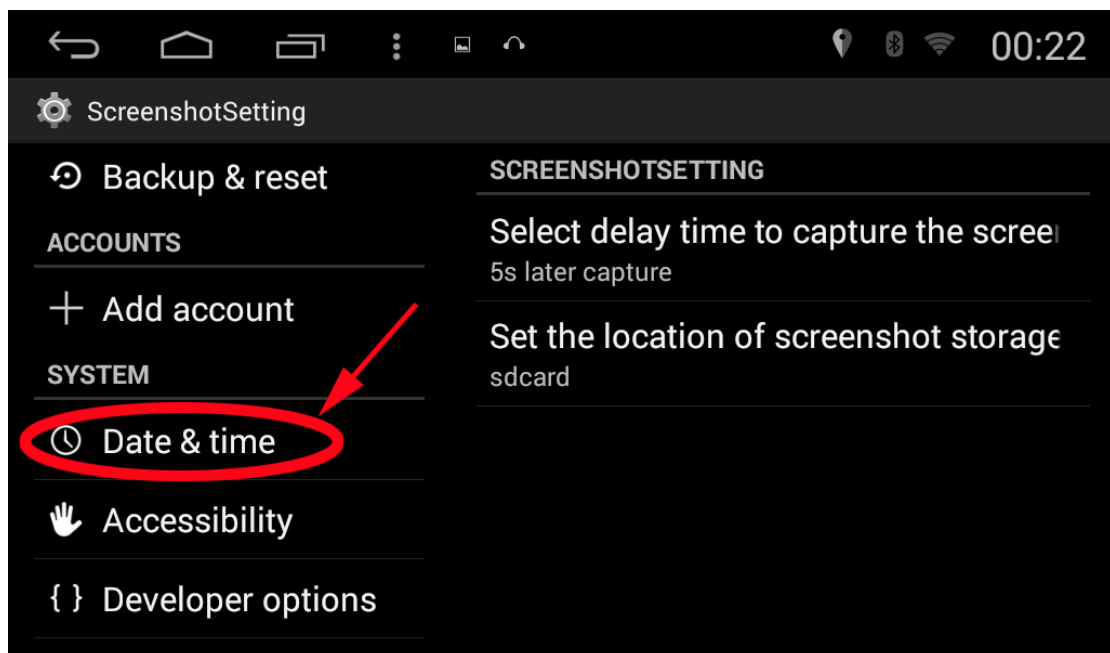 00:22
ScreenshotSetting
Backup & reset
ACCOUNTS
Add account
SYSTEM
Date & time
Accessibility
{ } Developer options
SCREENSHOTSETTING
Select delay time to capture the screen
5s later capture
Set the location of screenshot storage
sdcard